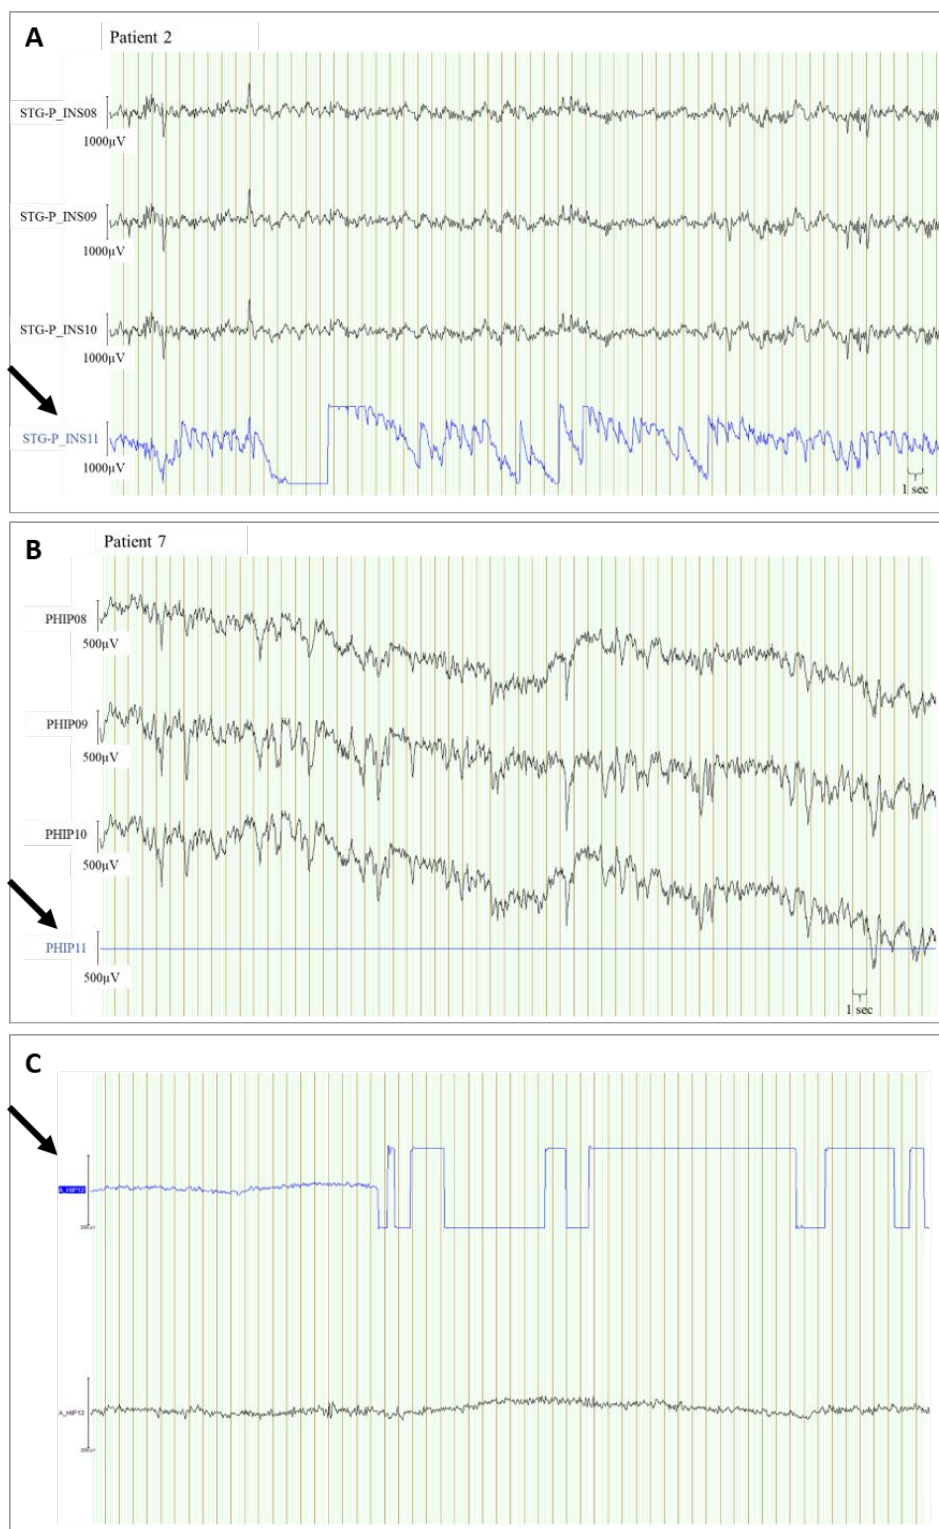 A
Patient 2
STG-P_INS08
1000µV
STG-P_INS09
1000µV
STG-P_INS10
1000µV
STG-P_INS11
1000µV
1 sec
B
Patient 7
PHIP08
500µV
PHIP09
500µV
PHIP10
500µV
PHIP11
500µV
1 sec
C
A_HIP12
A_HIP13